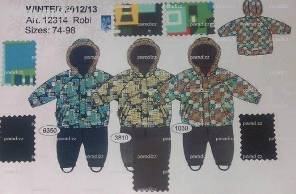 WINTER 2012/13
Art. 12314 Robi
Sizes: 74-98
6350
3810
1030